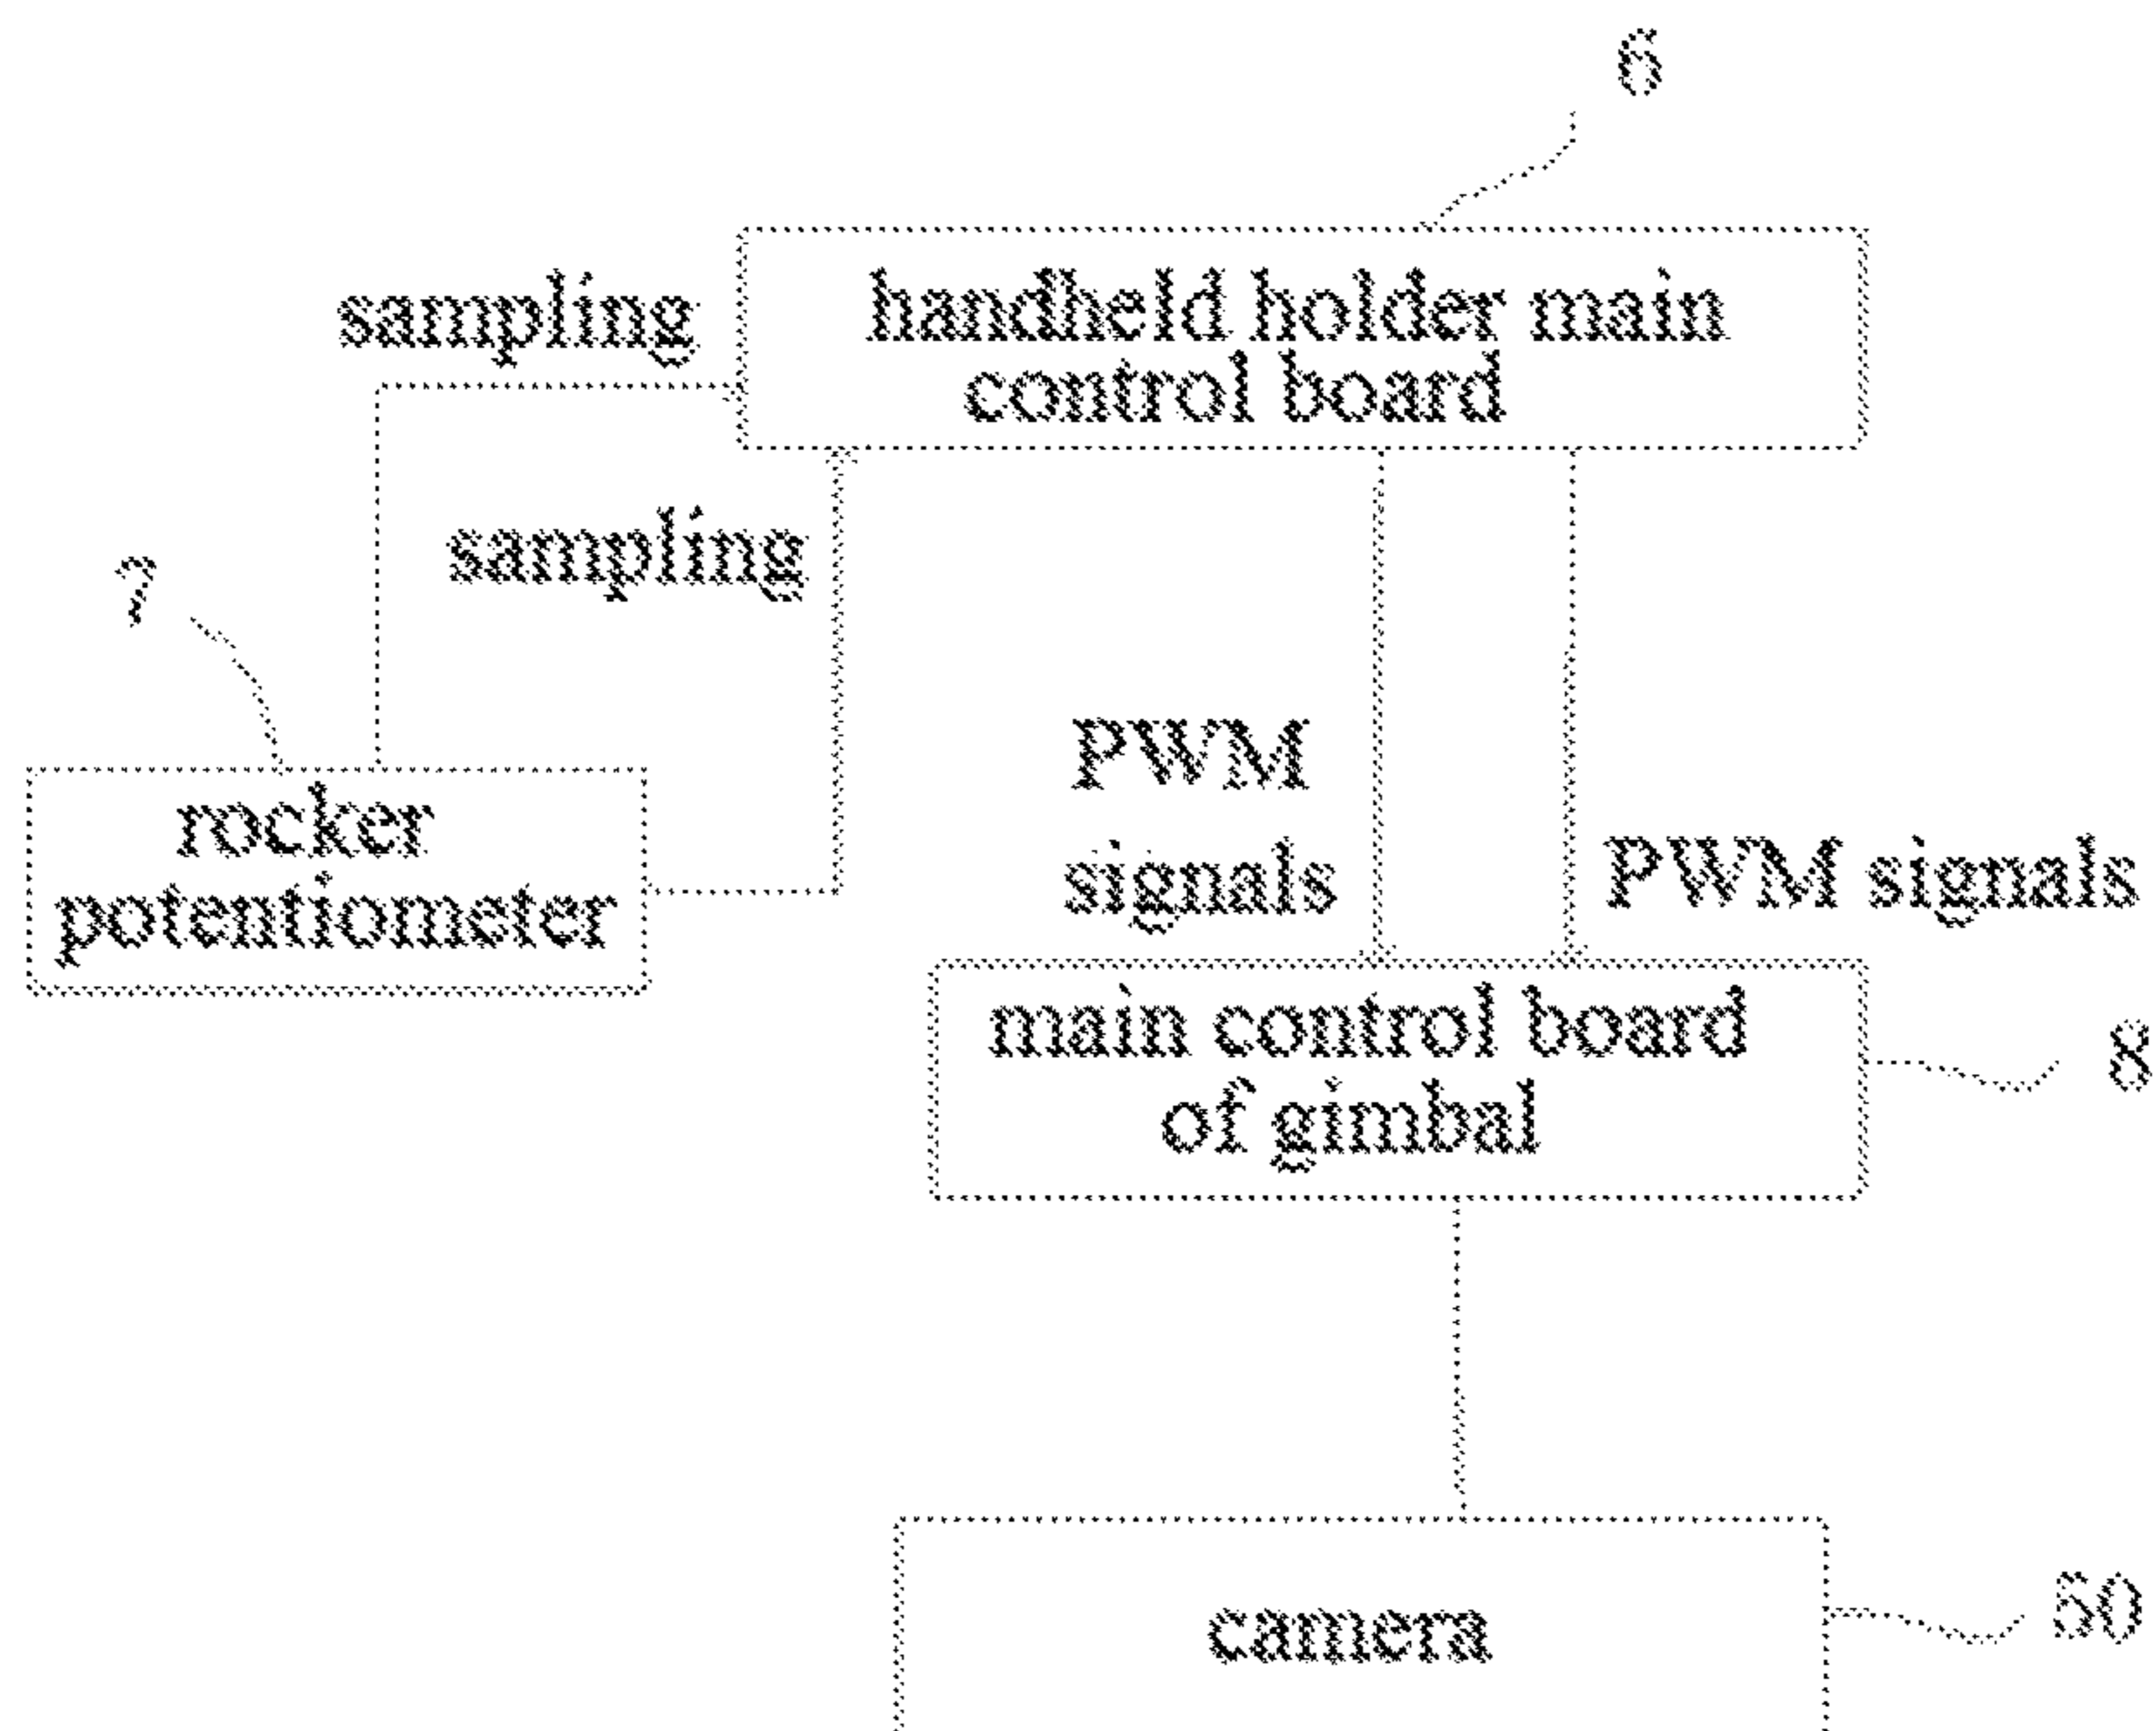 6
sampling
handheld holder main
control board
sampling
7
PWM
signals
PWM signals
rocker
potentiometer
main control board
of gimbal
8
camera
50